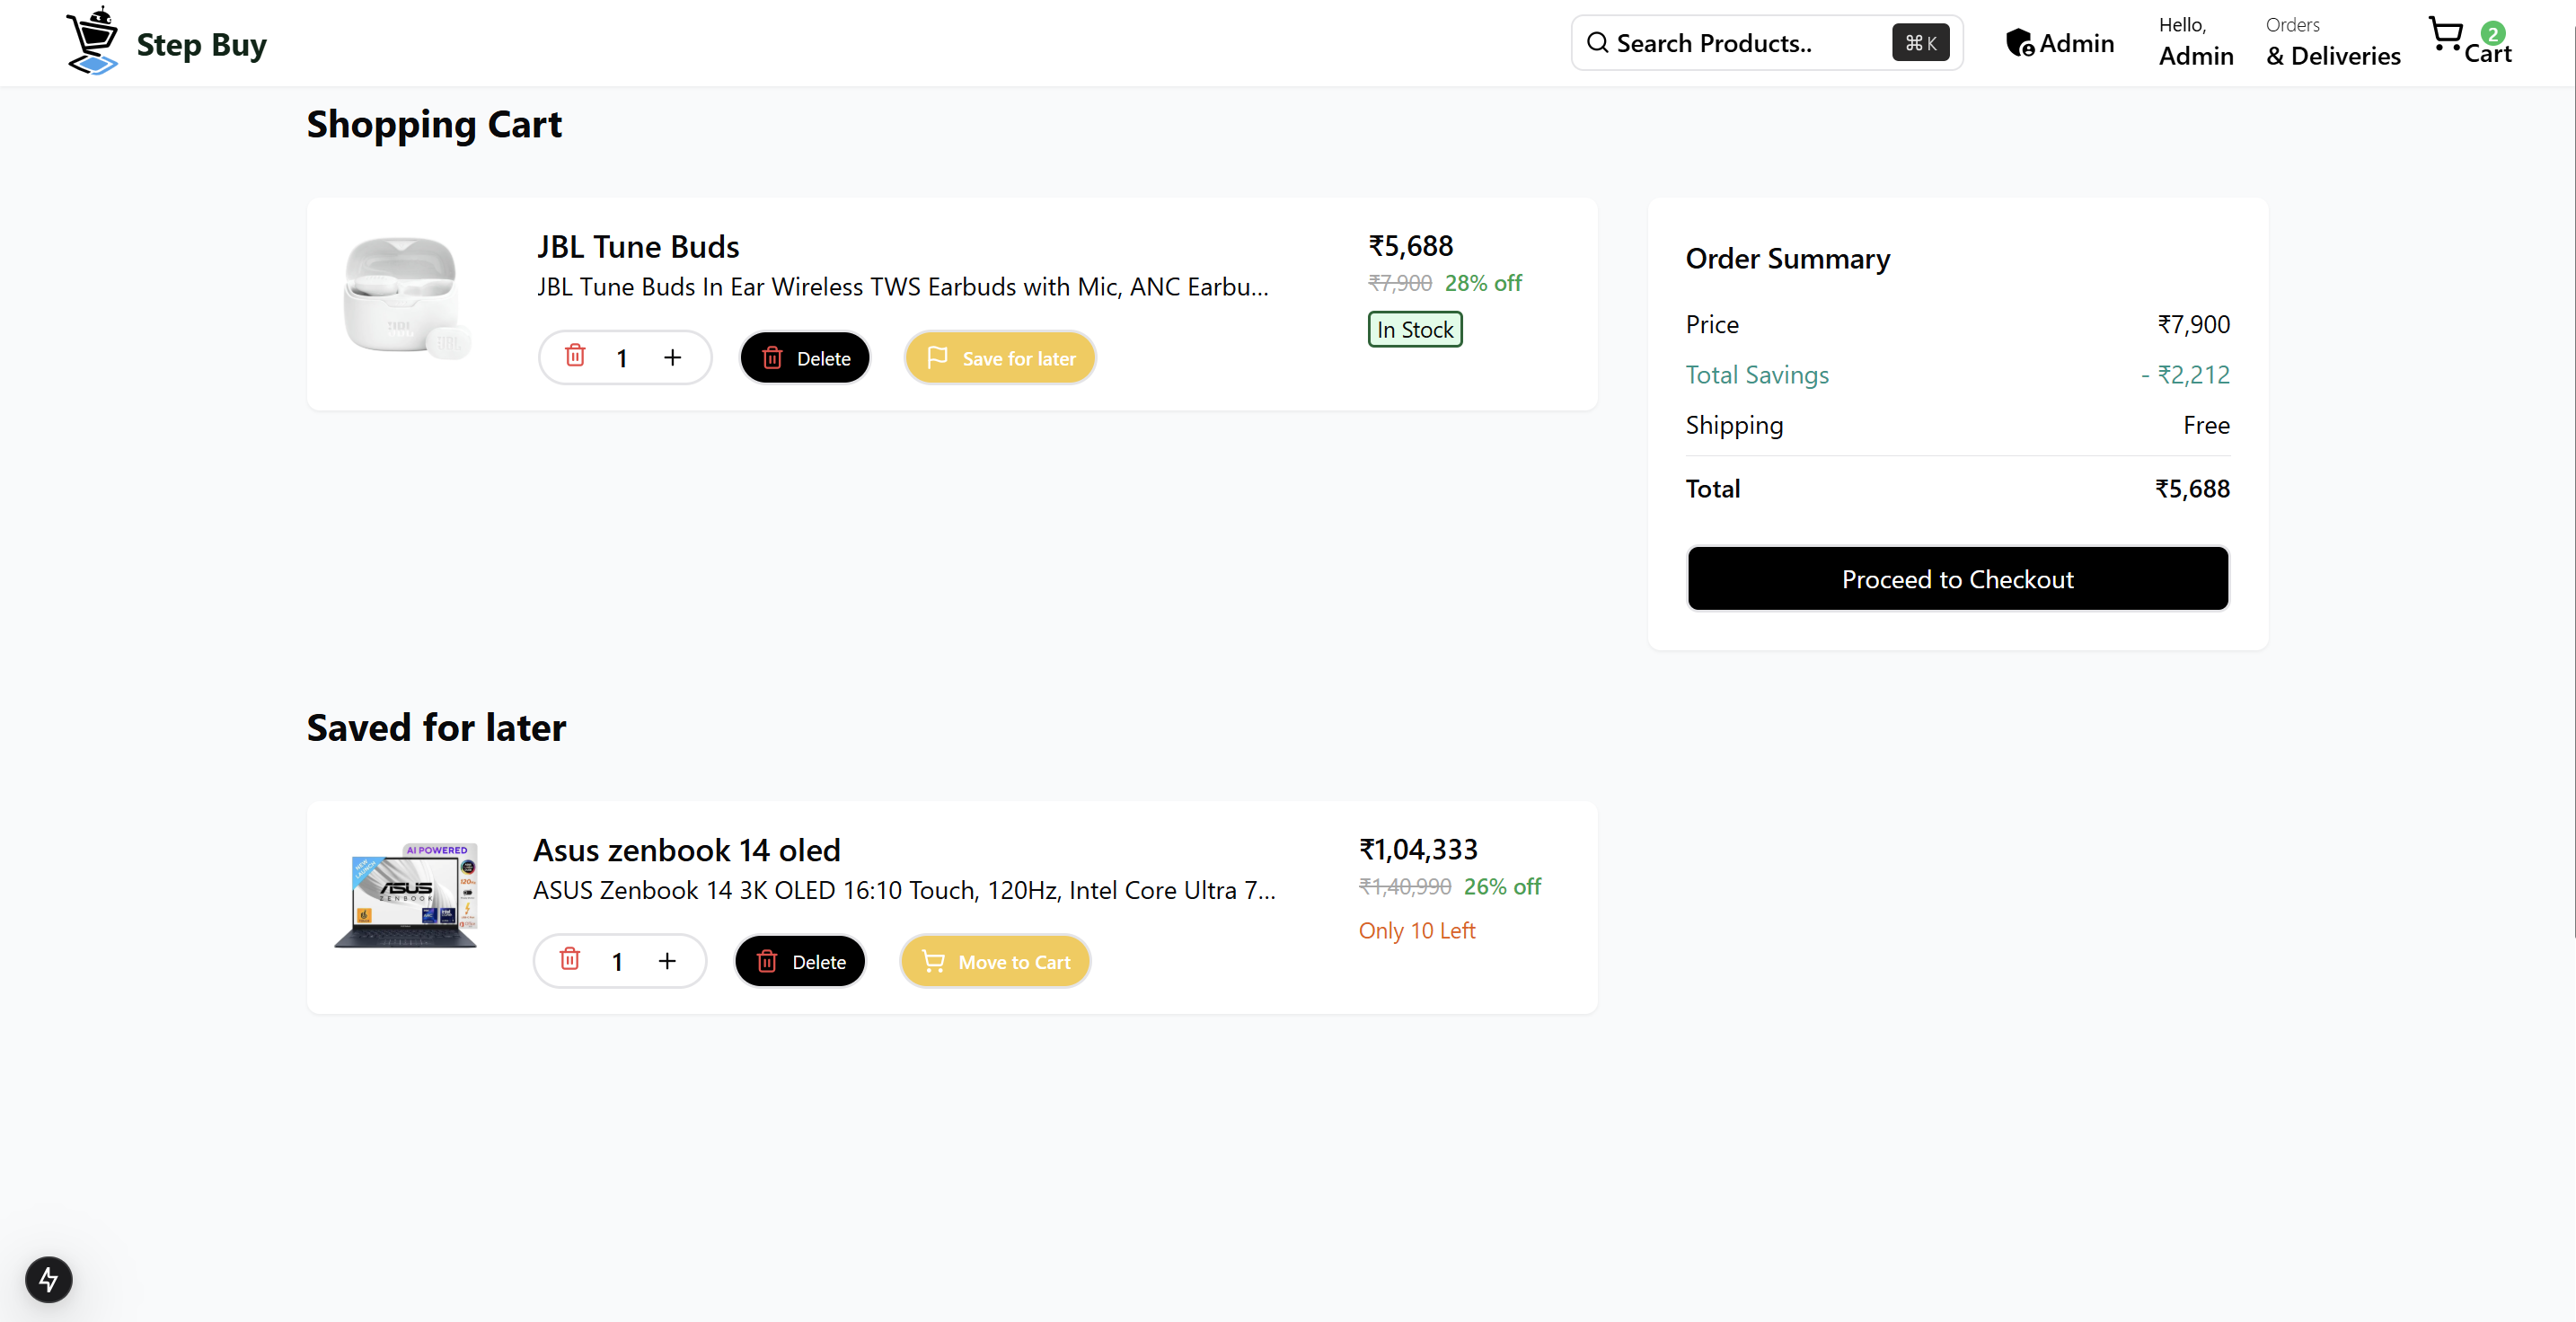 Step Buy
Search Products..
⌘K
Admin
Hello,
Admin
Orders
& Deliveries
2
Cart
Shopping Cart
JBL Tune Buds
JBL Tune Buds In Ear Wireless TWS Earbuds with Mic, ANC Earbu...
1
Delete
Save for later
₹5,688
₹7,900 28% off
In Stock
JBL
JBL
Order Summary
Price ₹7,900
Total Savings - ₹2,212
Shipping Free
Total ₹5,688
Proceed to Checkout
Saved for later
AI POWERED
NEW LAUNCH
ASUS
ZENBOOK
Asus zenbook 14 oled
ASUS Zenbook 14 3K OLED 16:10 Touch, 120Hz, Intel Core Ultra 7...
1
Delete
Move to Cart
₹1,04,333
₹1,40,990 26% off
Only 10 Left